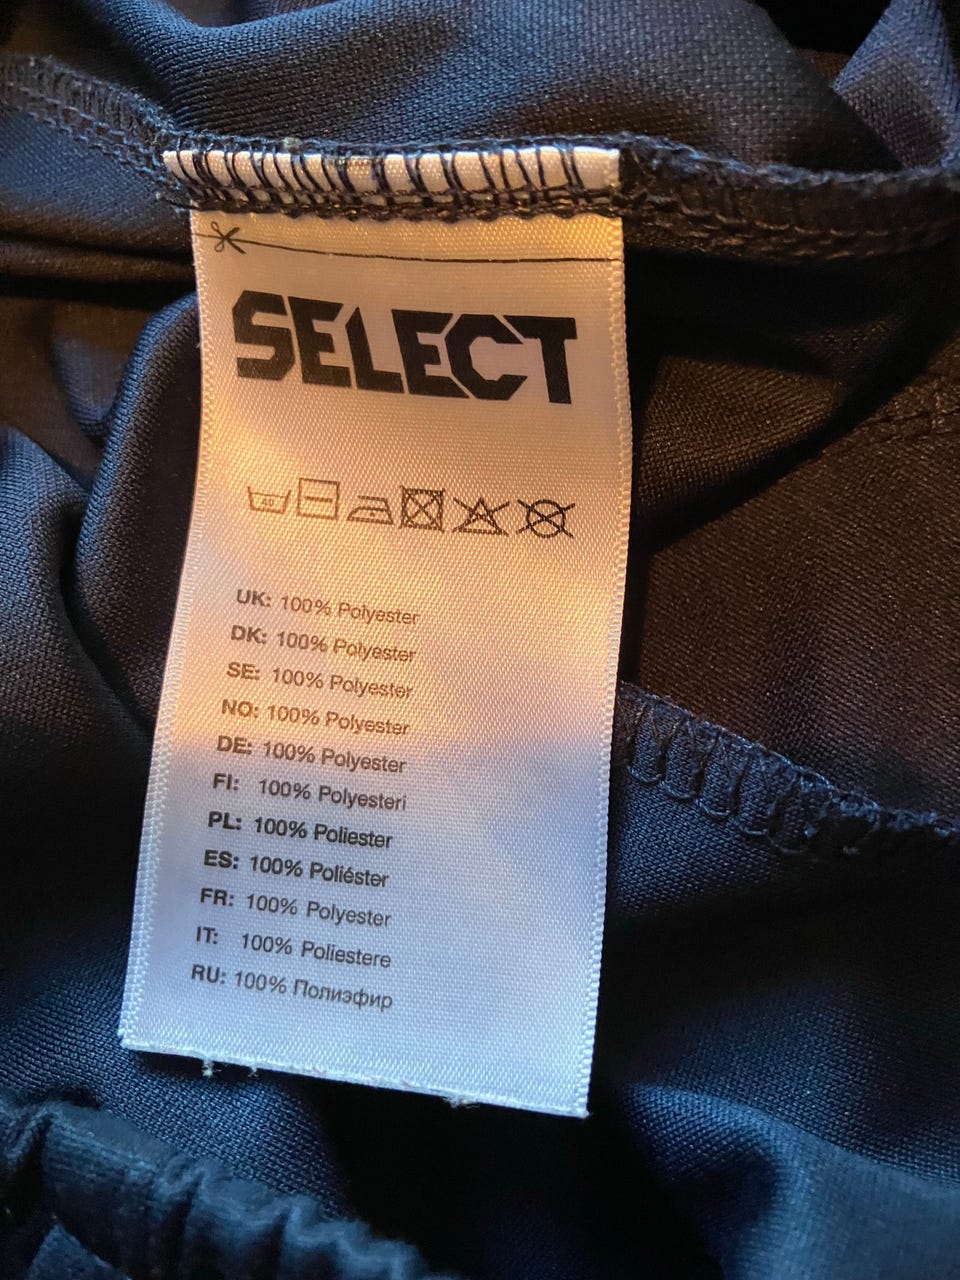 SELECT
UK: 100% Polyester
DK: 100% Polyester
SE: 100% Polyester
NO: 100% Polyester
DE: 100% Polyester
FI: 100% Polyesteri
PL: 100% Poliester
ES: 100% Poliéster
FR: 100% Polyester
IT: 100% Poliestere
RU: 100% Полиэфир